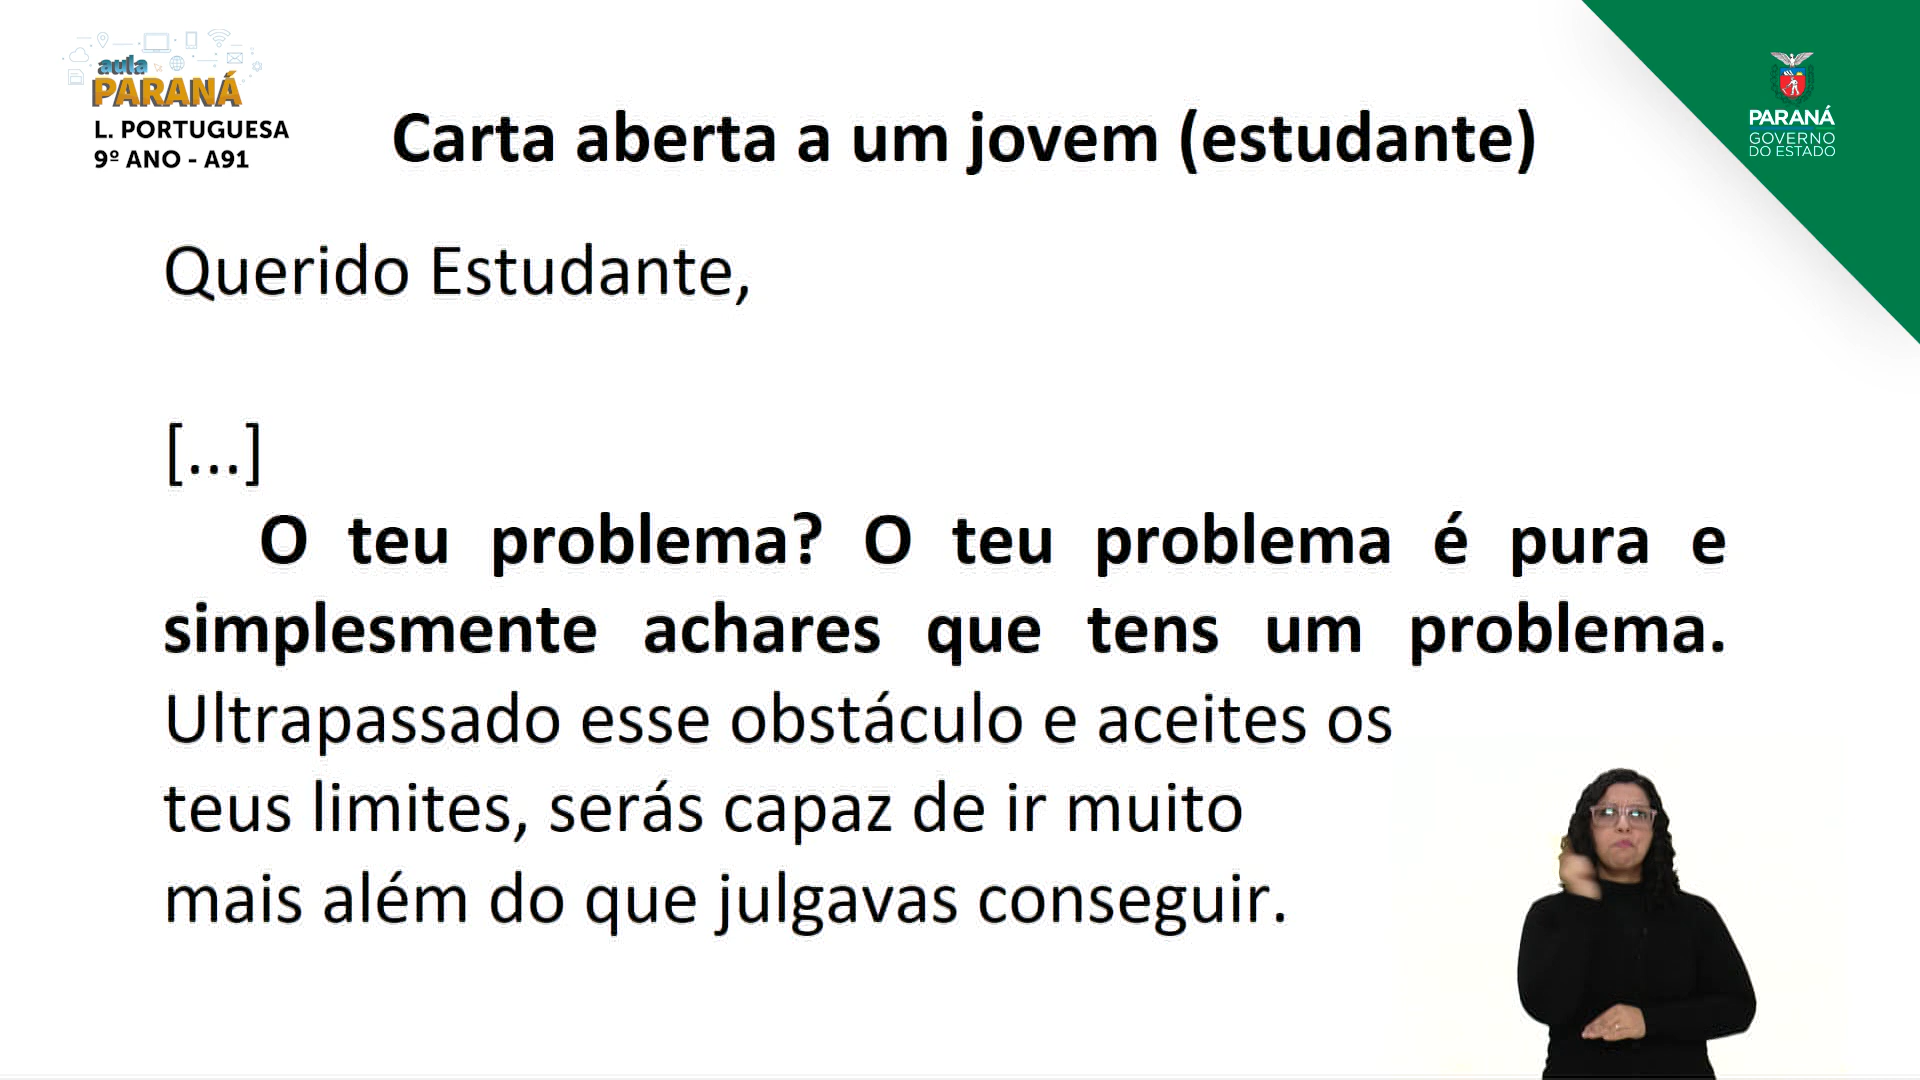 aula
PARANÁ
L. PORTUGUESA
9º ANO - A91
PARANÁ
GOVERNO
DO ESTADO
Carta aberta a um jovem (estudante)
Querido Estudante,
[...]
O teu problema? O teu problema é pura e
simplesmente achares que tens um problema.
Ultrapassado esse obstáculo e aceites os
teus limites, serás capaz de ir muito
mais além do que julgavas conseguir.